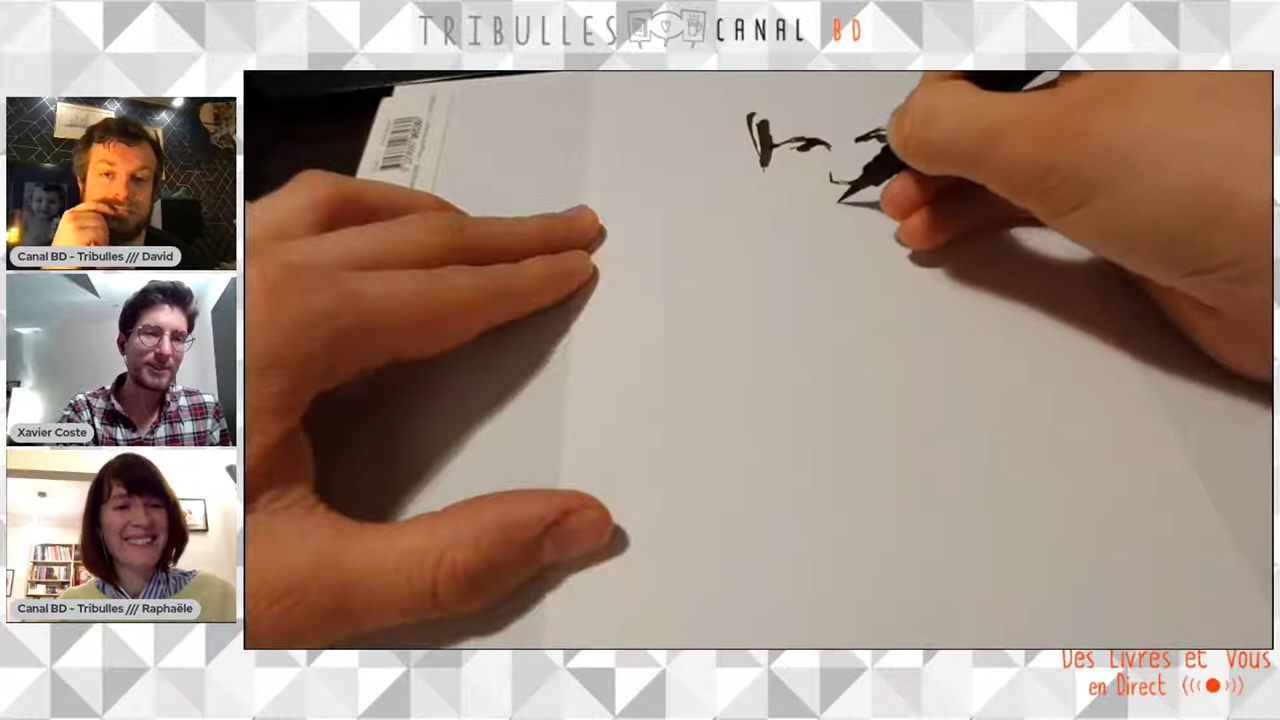 TRIBULLES CANAL BD
Canal BD - Tribulles /// David
Xavier Coste
Canal BD - Tribulles /// Raphaële
Des Livres et Vous
en Direct